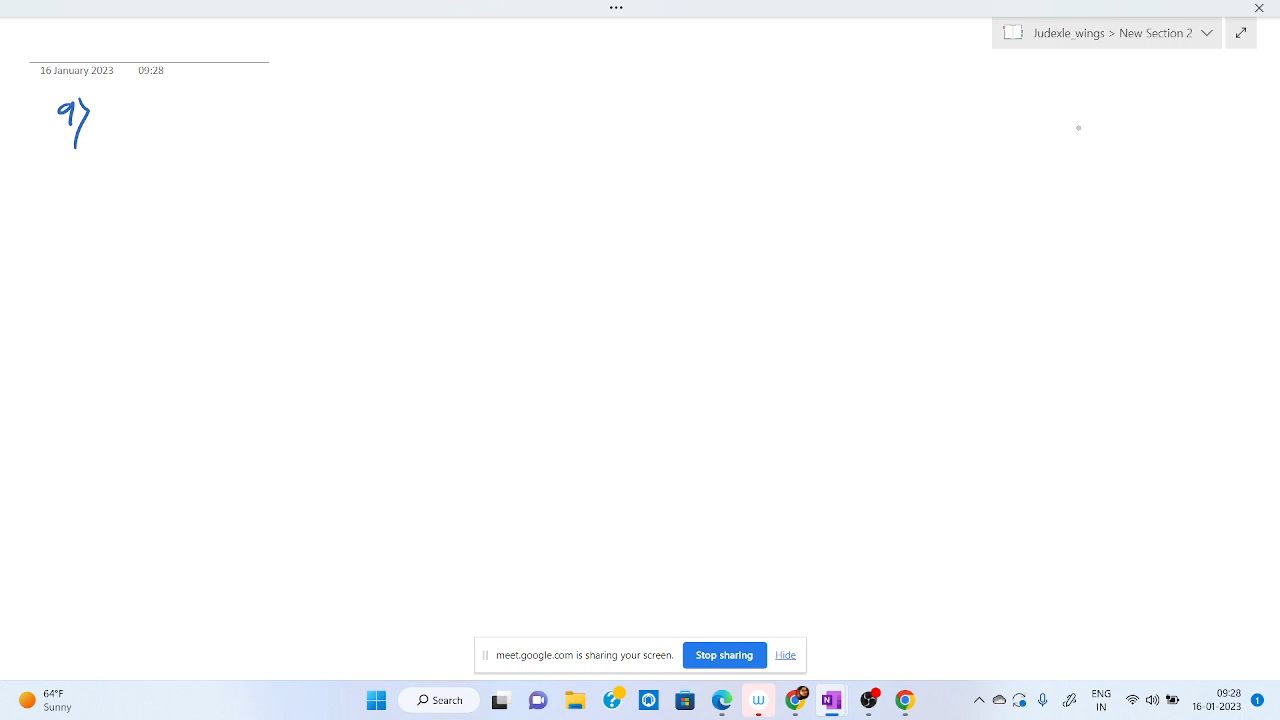 ...
Judexle_wings > New Section 2
16 January 2023 09:28
9)
meet.google.com is sharing your screen. Stop sharing Hide
64°F
Sunny
Search
ENG
IN
09:28
16-01-2023
1